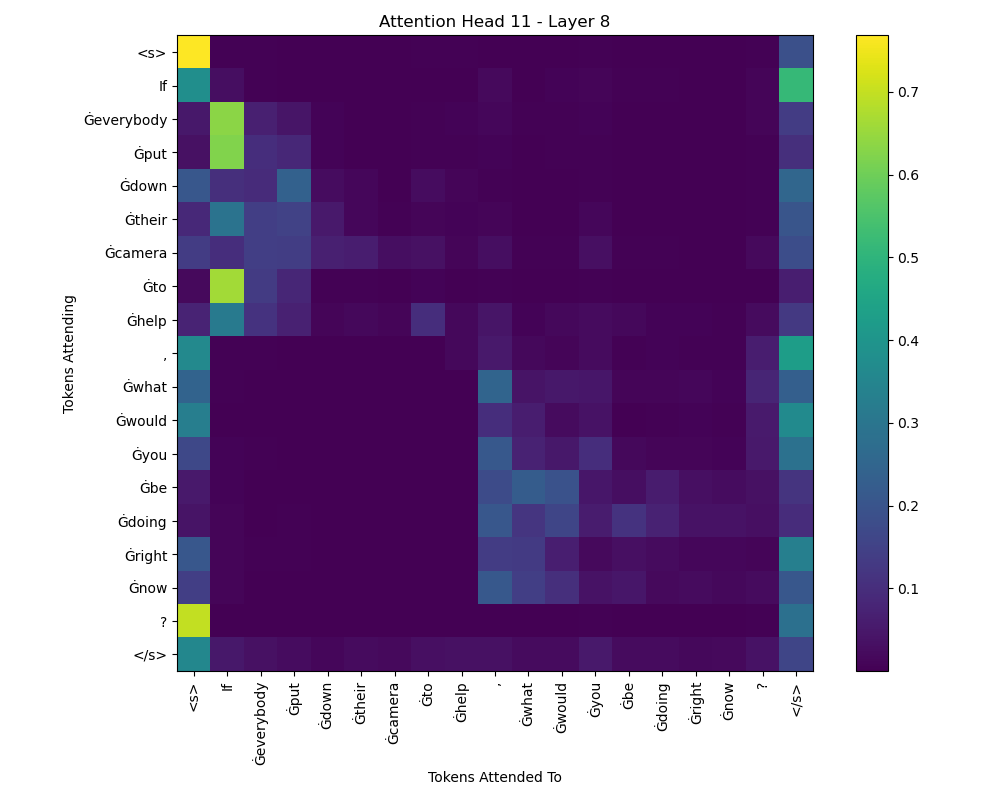 Attention Head 11 - Layer 8
<s>
If
Ġeverybody
Ġput
Ġdown
Ġtheir
Ġcamera
Ġto
Ġhelp
,
Ġwhat
Ġwould
Ġyou
Ġbe
Ġdoing
Ġright
Ġnow
?
</s>
Tokens Attending
<s>
If
Ġeverybody
Ġput
Ġdown
Ġtheir
Ġcamera
Ġto
Ġhelp
,
Ġwhat
Ġwould
Ġyou
Ġbe
Ġdoing
Ġright
Ġnow
?
</s>
Tokens Attended To
0.7
0.6
0.5
0.4
0.3
0.2
0.1